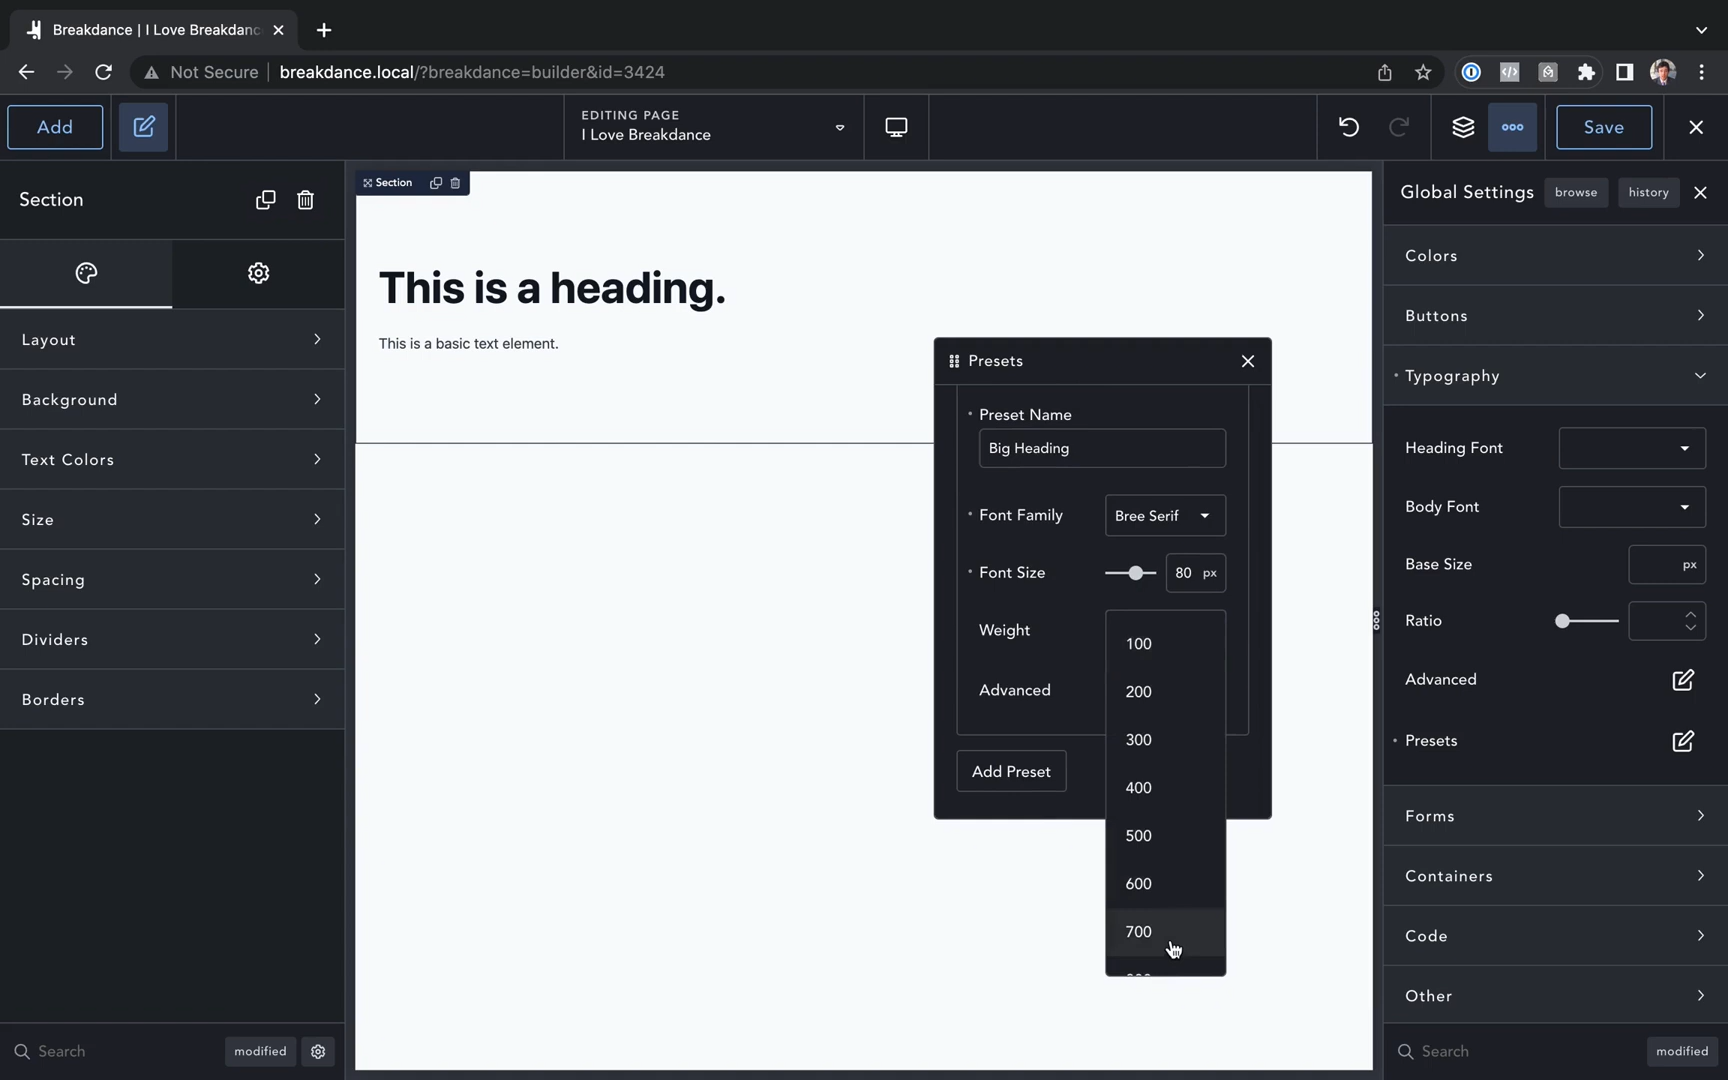 Breakdance | I Love Breakdanc
Not Secure
breakdance.local/?breakdance=builder&id=3424
Add
EDITING PAGE
I Love Breakdance
Save
Section
Layout
Background
Text Colors
Size
Spacing
Dividers
Borders
Search
modified
Section
This is a heading.
This is a basic text element.
Presets
Preset Name
Big Heading
Font Family
Bree Serif
Font Size
80 px
Weight
100
200
300
400
500
600
700
Advanced
Add Preset
Global Settings
browse
history
Colors
Buttons
Typography
Heading Font
Body Font
Base Size
px
Ratio
Advanced
Presets
Forms
Containers
Code
Other
Search
modified